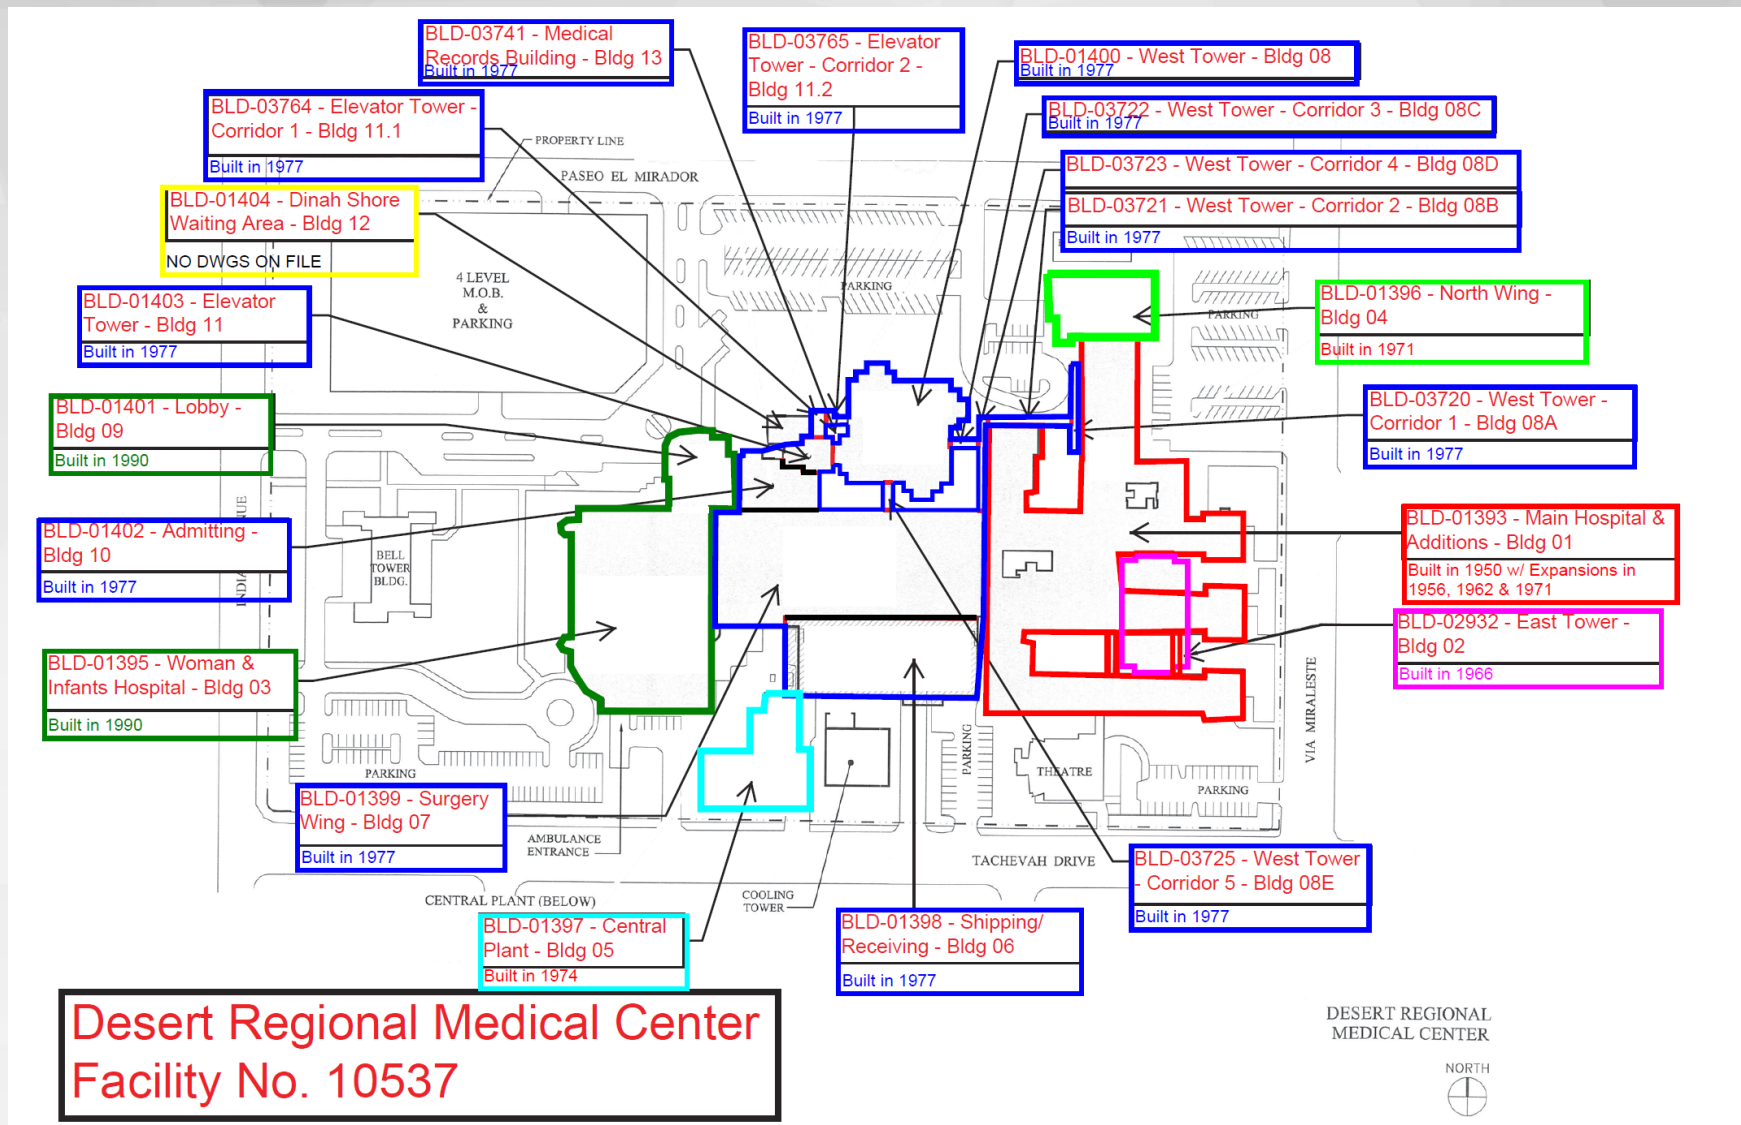 BLD-03741 - Medical
Records Building - Bldg 13
Built in 1977
BLD-03765 - Elevator
Tower - Corridor 2 -
Bldg 11.2
Built in 1977
BLD-01400 - West Tower - Bldg 08
Built in 1977
BLD-03764 - Elevator Tower -
Corridor 1 - Bldg 11.1
Built in 1977
BLD-03722 - West Tower - Corridor 3 - Bldg 08C
Built in 1977
PROPERTY LINE
PASEO EL MIRADOR
BLD-03723 - West Tower - Corridor 4 - Bldg 08D
BLD-03721 - West Tower - Corridor 2 - Bldg 08B
Built in 1977
BLD-01404 - Dinah Shore
Waiting Area - Bldg 12
NO DWGS ON FILE
4 LEVEL
M.O.B.
&
PARKING
PARKING
BLD-01403 - Elevator
Tower - Bldg 11
Built in 1977
BLD-01396 - North Wing -
Bldg 04
Built in 1971
PARKING
BLD-01401 - Lobby -
Bldg 09
Built in 1990
BLD-03720 - West Tower -
Corridor 1 - Bldg 08A
Built in 1977
BLD-01402 - Admitting -
Bldg 10
Built in 1977
BELL
TOWER
BLDG.
BLD-01393 - Main Hospital &
Additions - Bldg 01
Built in 1950 w/ Expansions in
1956, 1962 & 1971
BLD-02932 - East Tower -
Bldg 02
Built in 1966
BLD-01395 - Woman &
Infants Hospital - Bldg 03
Built in 1990
VIA MIRALESTE
PARKING
PARKING
THEATRE
PARKING
BLD-01399 - Surgery
Wing - Bldg 07
Built in 1977
AMBULANCE
ENTRANCE
TACHEVAH DRIVE
BLD-03725 - West Tower
- Corridor 5 - Bldg 08E
Built in 1977
CENTRAL PLANT (BELOW)
COOLING
TOWER
BLD-01397 - Central
Plant - Bldg 05
Built in 1974
BLD-01398 - Shipping/
Receiving - Bldg 06
Built in 1977
Desert Regional Medical Center
Facility No. 10537
DESERT REGIONAL
MEDICAL CENTER
NORTH